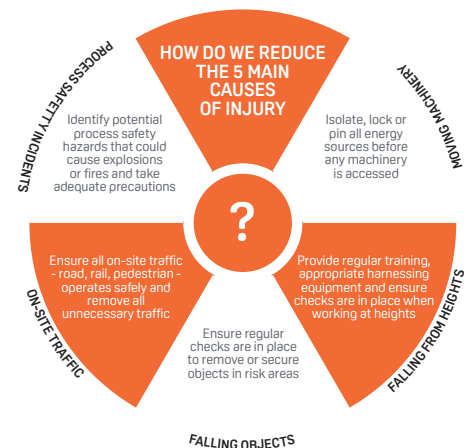 HOW DO WE REDUCE
THE 5 MAIN
CAUSES
OF INJURY
MOVING MACHINERY
Isolate, lock or
pin all energy
sources before
any machinery
is accessed
FALLING FROM HEIGHTS
Provide regular training,
appropriate harnessing
equipment and ensure
checks are in place when
working at heights
FALLING OBJECTS
Ensure regular
checks are in place
to remove or secure
objects in risk areas
ON-SITE TRAFFIC
Ensure all on-site traffic
- road, rail, pedestrian -
operates safely and
remove all
unnecessary traffic
PROCESS SAFTY INCIDENTS
Identify potential
process safety
hazards that could
cause explosions
or fires and take
adequate precautions
?